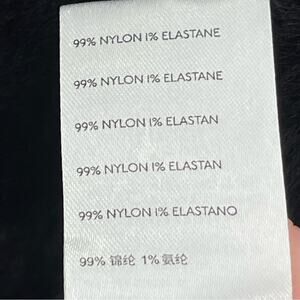 99% NYLON 1% ELASTANE
99% NYLON 1% ELASTANE
99% NYLON 1% ELASTAN
99% NYLON 1% ELASTAN
99% NYLON 1% ELASTANO
99% 锦纶 1% 氨纶